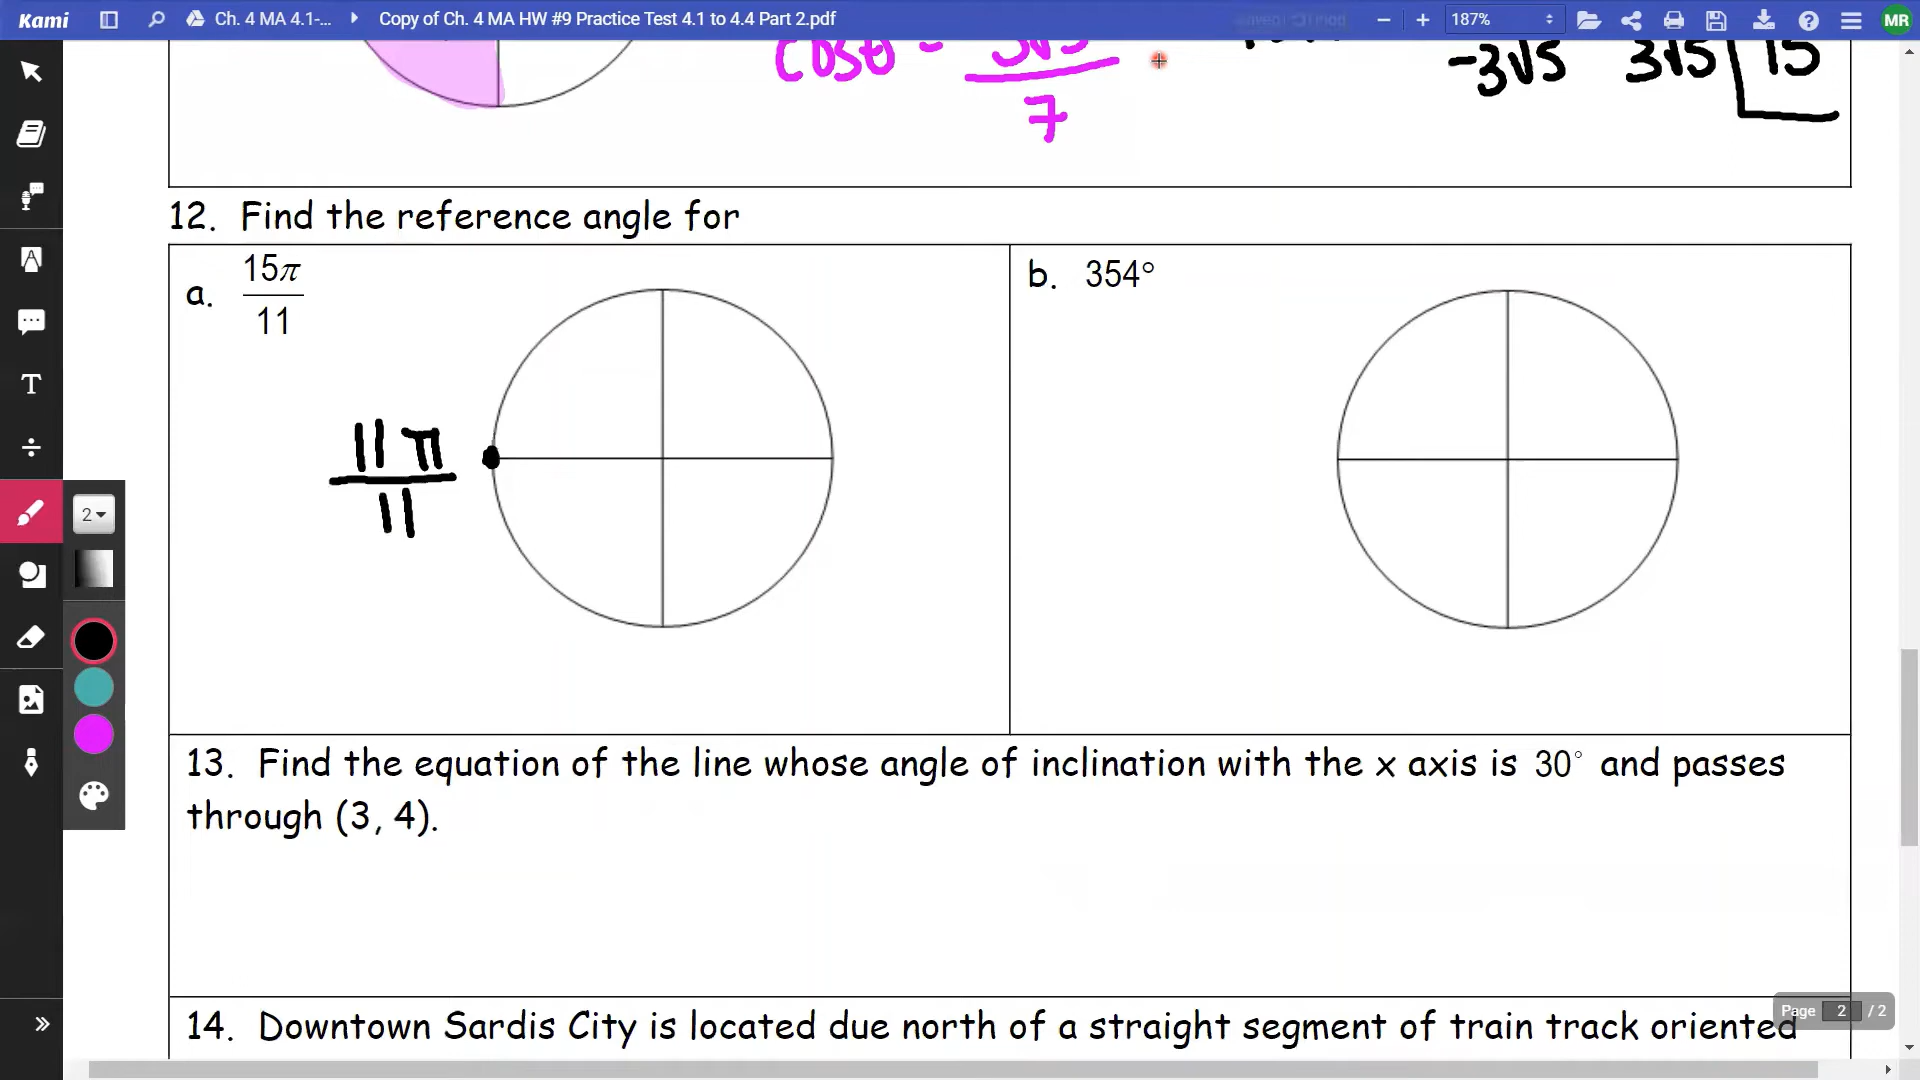 Kami Ch. 4 MA 4.1-... Copy of Ch. 4 MA HW #9 Practice Test 4.1 to 4.4 Part 2.pdf 187% MR
cosθ = 3√5 -3√5 3√5 15
7
12. Find the reference angle for
a. 15π
11
b. 354°
11π
11
2
13. Find the equation of the line whose angle of inclination with the x axis is 30° and passes
through (3, 4).
Page 2 / 2
14. Downtown Sardis City is located due north of a straight segment of train track oriented